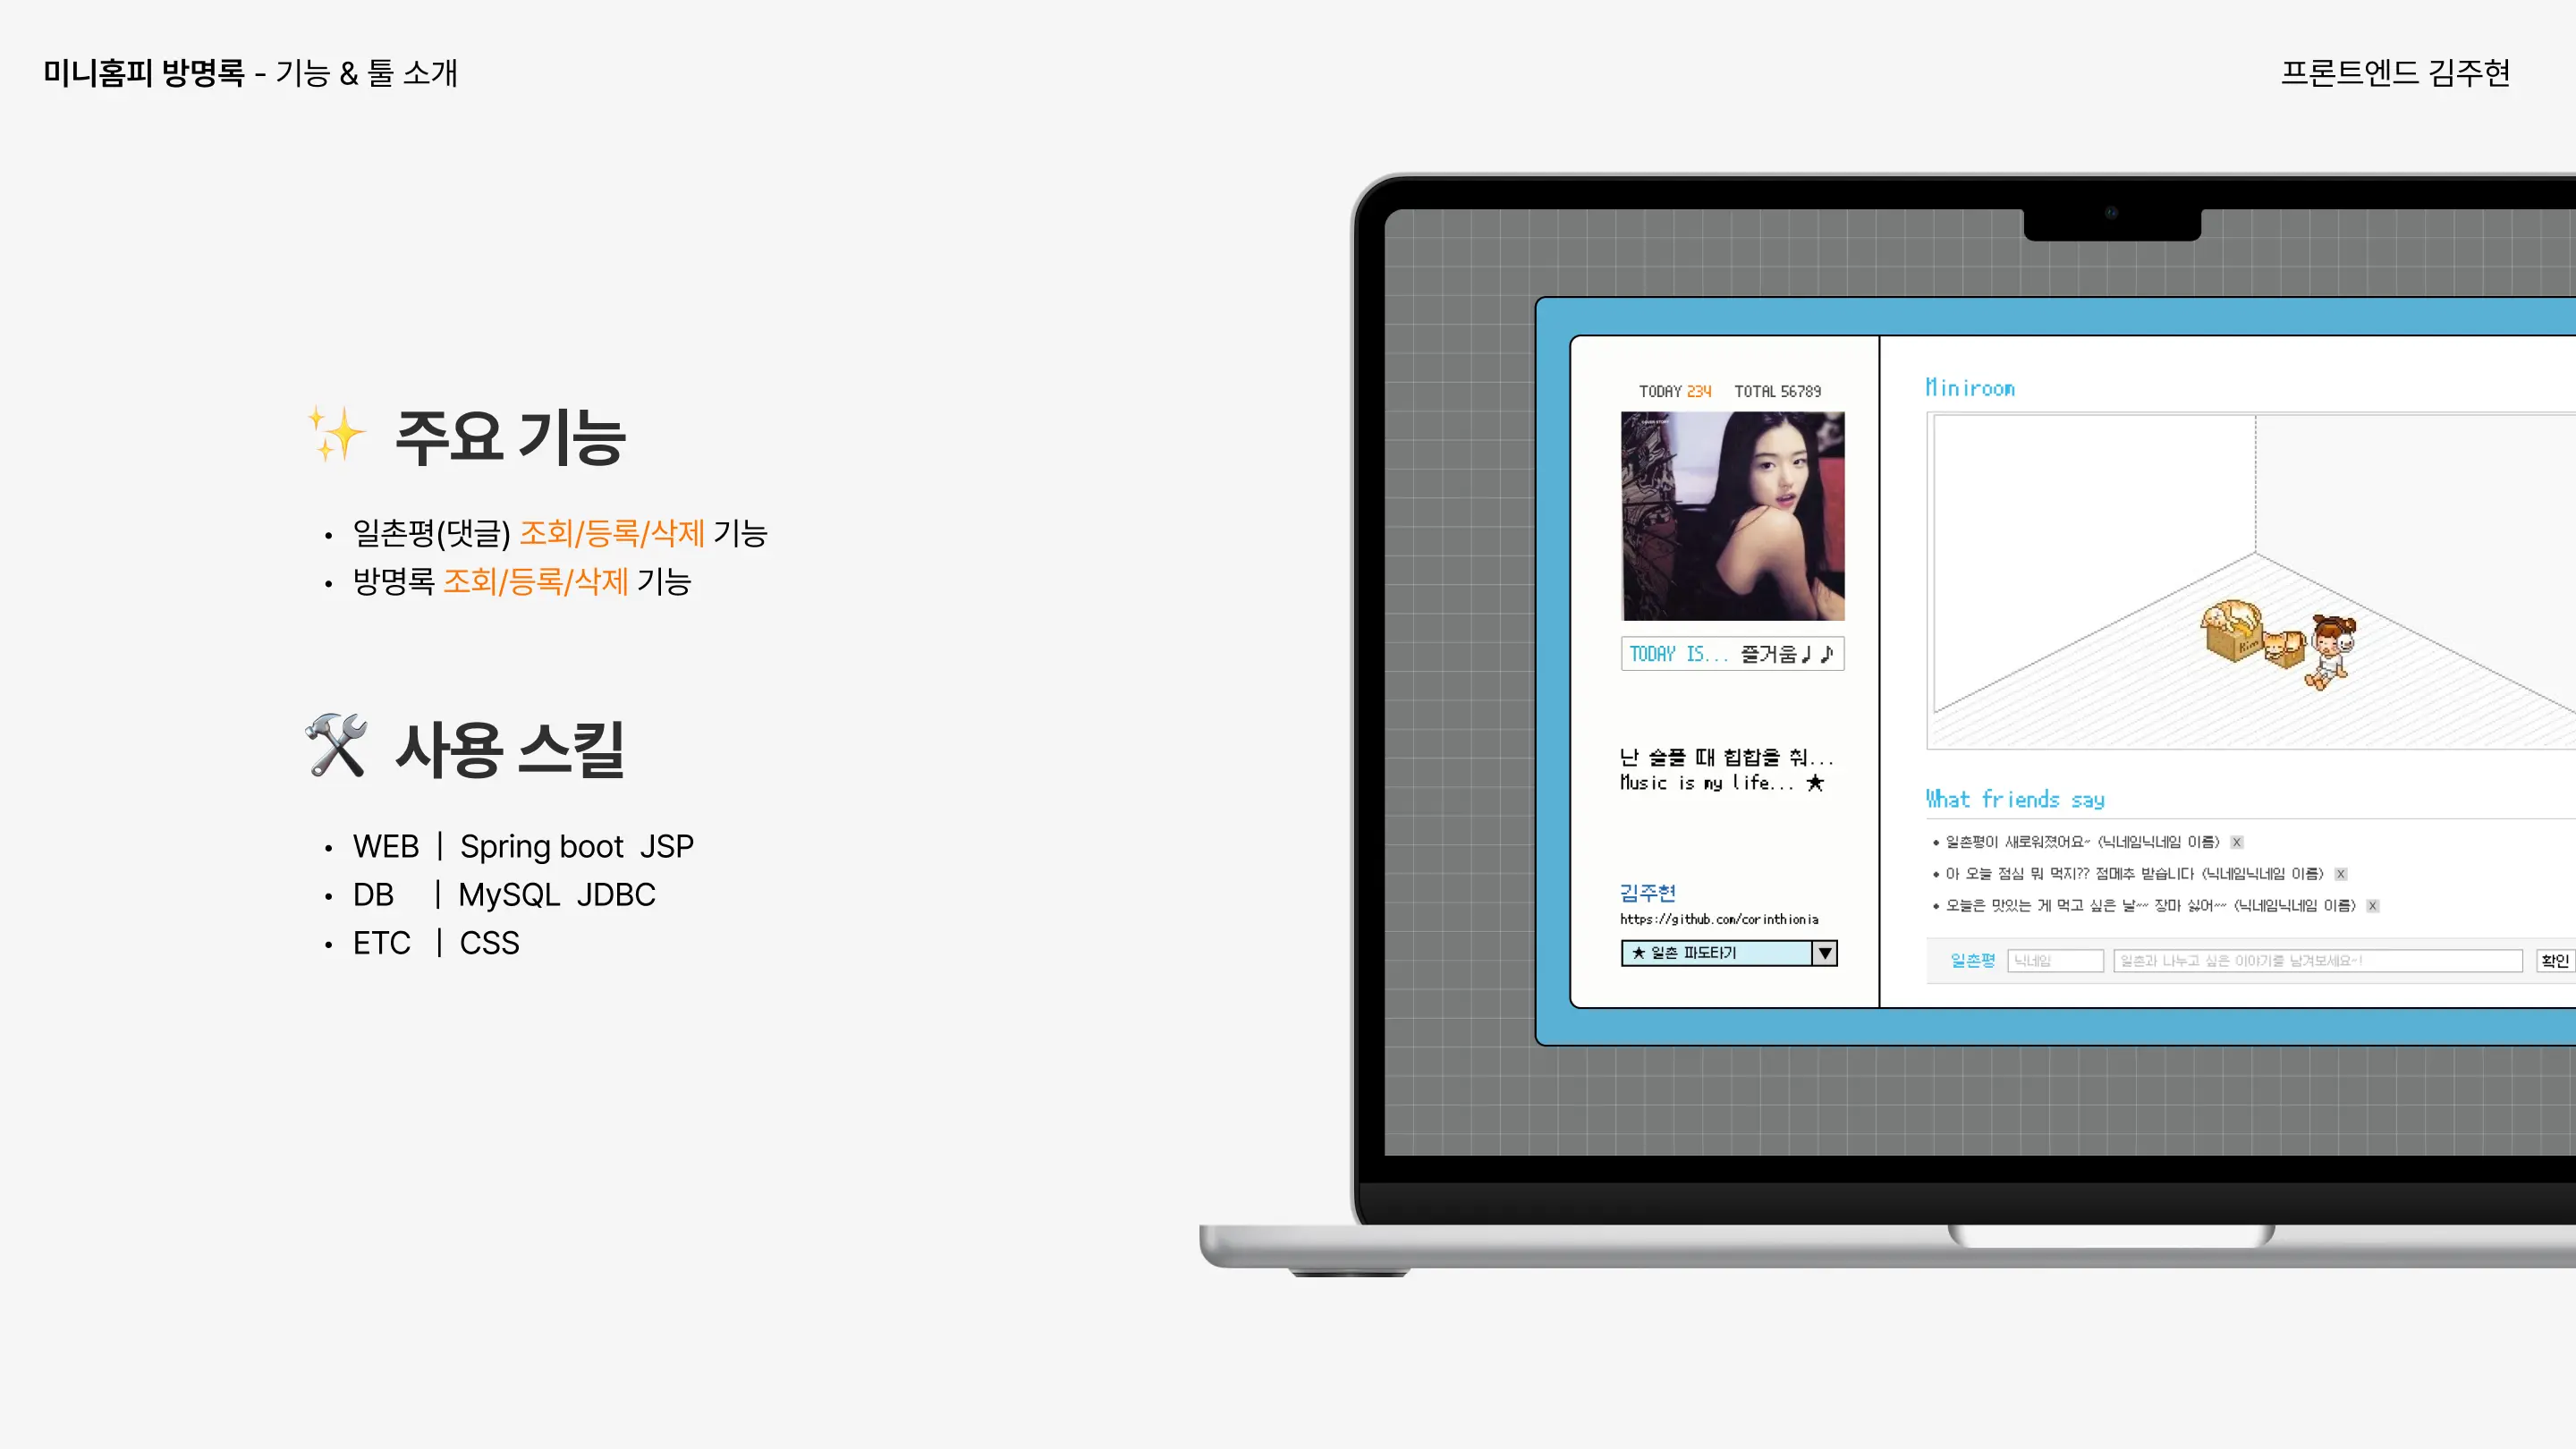 미니홈피 방명록 - 기능 & 툴 소개
프론트엔드 김주현
✨ 주요 기능
• 일촌평(댓글) 조회/등록/삭제 기능
• 방명록 조회/등록/삭제 기능
🛠 사용 스킬
• WEB | Spring boot JSP
• DB | MySQL JDBC
• ETC | CSS
TODAY 234 TOTAL 56789
TODAY IS... 즐거움♩ ♪
난 슬플 때 힙합을 춰...
Music is my life... ★
김주현
https://github.com/corinthionia
★ 일촌 파도타기 ▼
Miniroom
What friends say
• 일촌평이 새로워졌어요~ (닉네임닉네임 이름) X
• 아 오늘 점심 뭐 먹지?? 점메추 받습니다 (닉네임닉네임 이름) X
• 오늘은 맛있는 게 먹고 싶은 날~~ 장마 싫어~~ (닉네임닉네임 이름) X
일촌평 닉네임 일촌과 나누고 싶은 이야기를 남겨보세요~! 확인